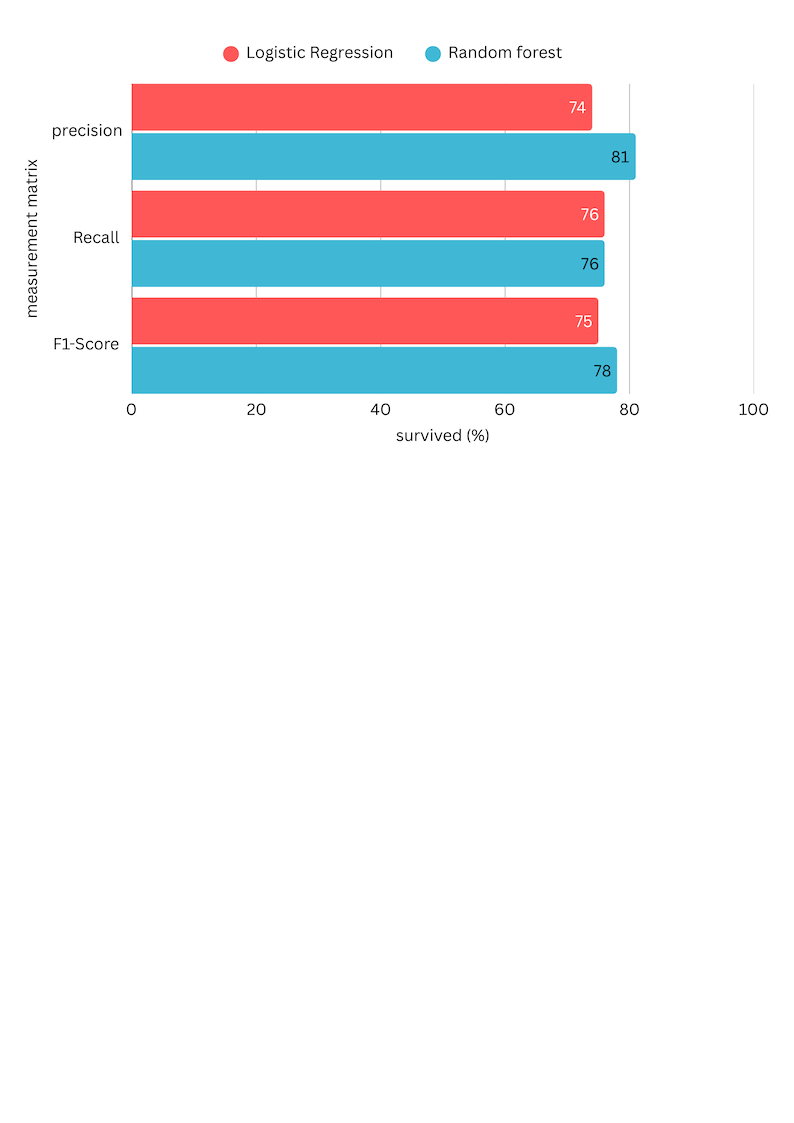 Logistic Regression Random forest
precision
74
81
measurement matrix
Recall
76
76
F1-Score
75
78
0 20 40 60 80 100
survived (%)